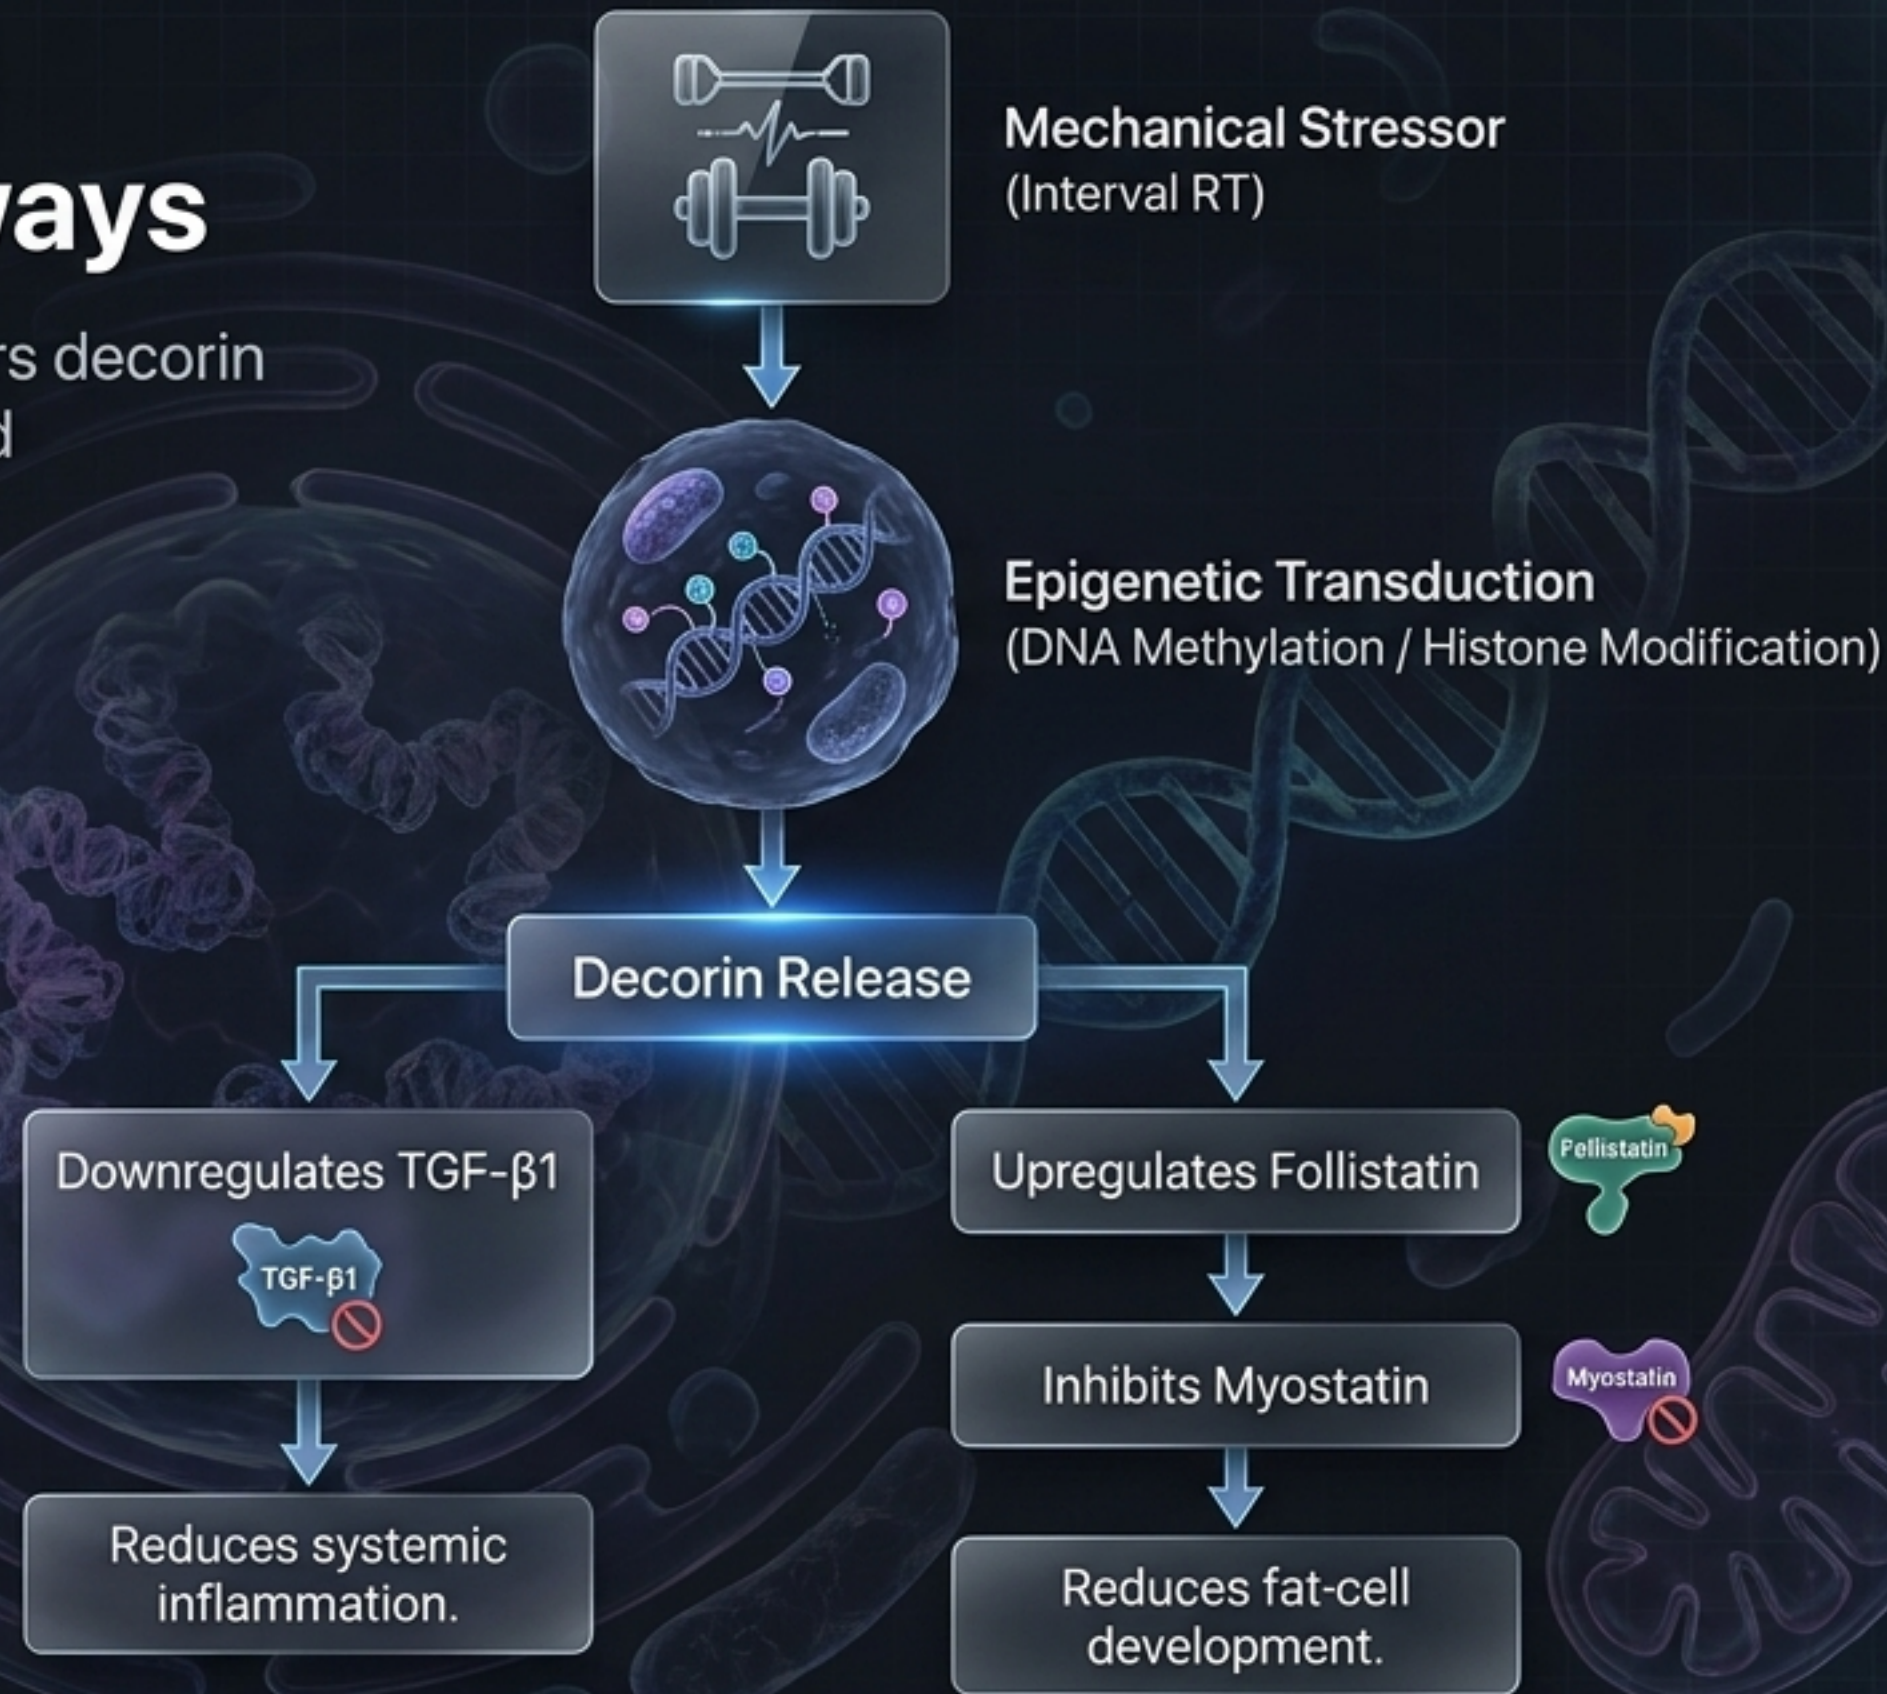 ways
rs decorin
d
Mechanical Stressor
(Interval RT)
Epigenetic Transduction
(DNA Methylation / Histone Modification)
Decorin Release
Downregulates TGF-β1
TGF-β1
Reduces systemic
inflammation.
Upregulates Follistatin
Pellistatin
Inhibits Myostatin
Myostatin
Reduces fat-cell
development.